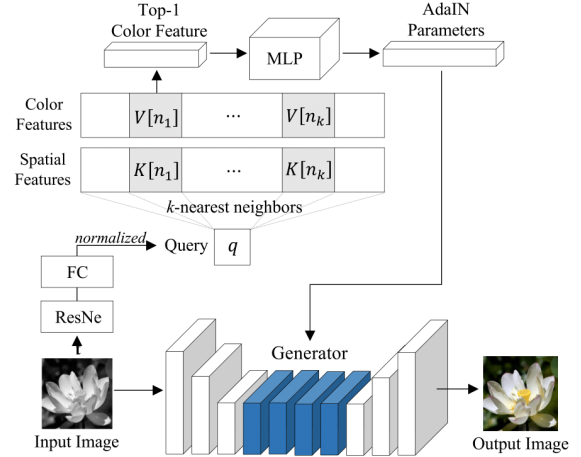 Top-1
Color Feature
AdaIN
Parameters
MLP
Color
Features
V[n₁]
...
V[nₖ]
Spatial
Features
K[n₁]
...
K[nₖ]
k-nearest neighbors
normalized
Query
q
FC
ResNe
t
Generator
Input Image
Output Image